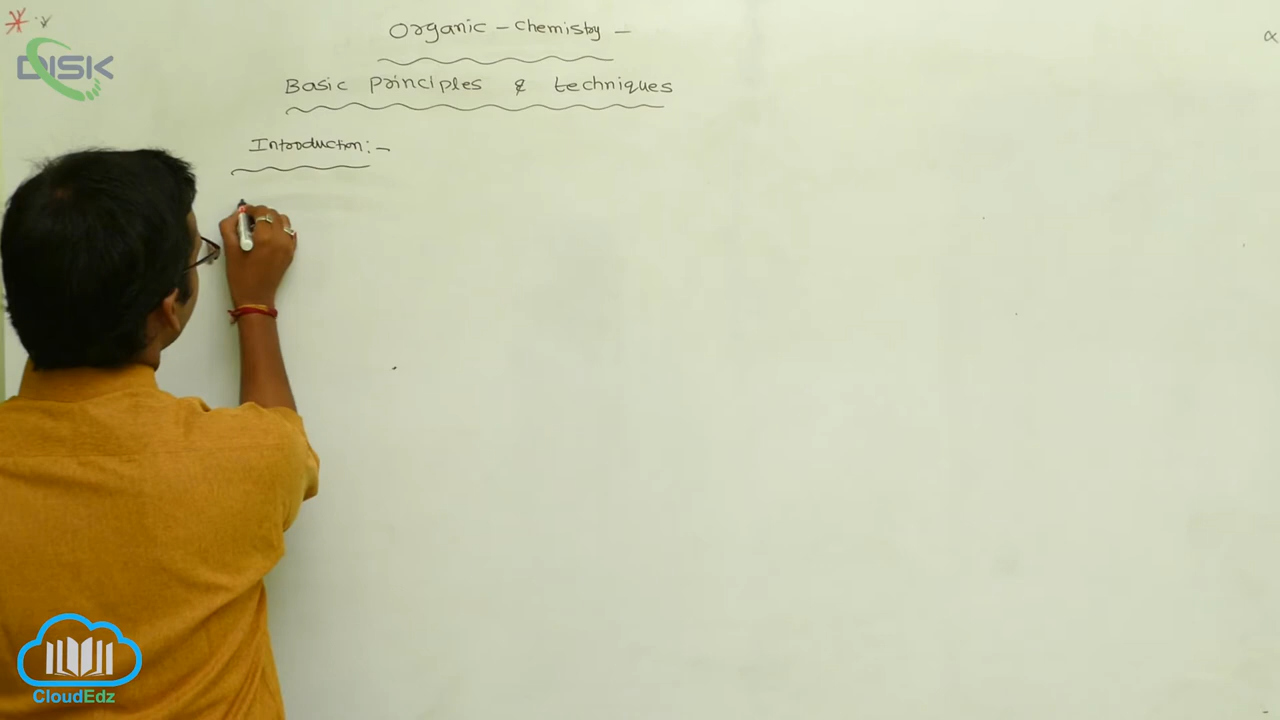 Organic - Chemistry -
DISK
Basic Principles & techniques
Introduction: -
CloudEdz